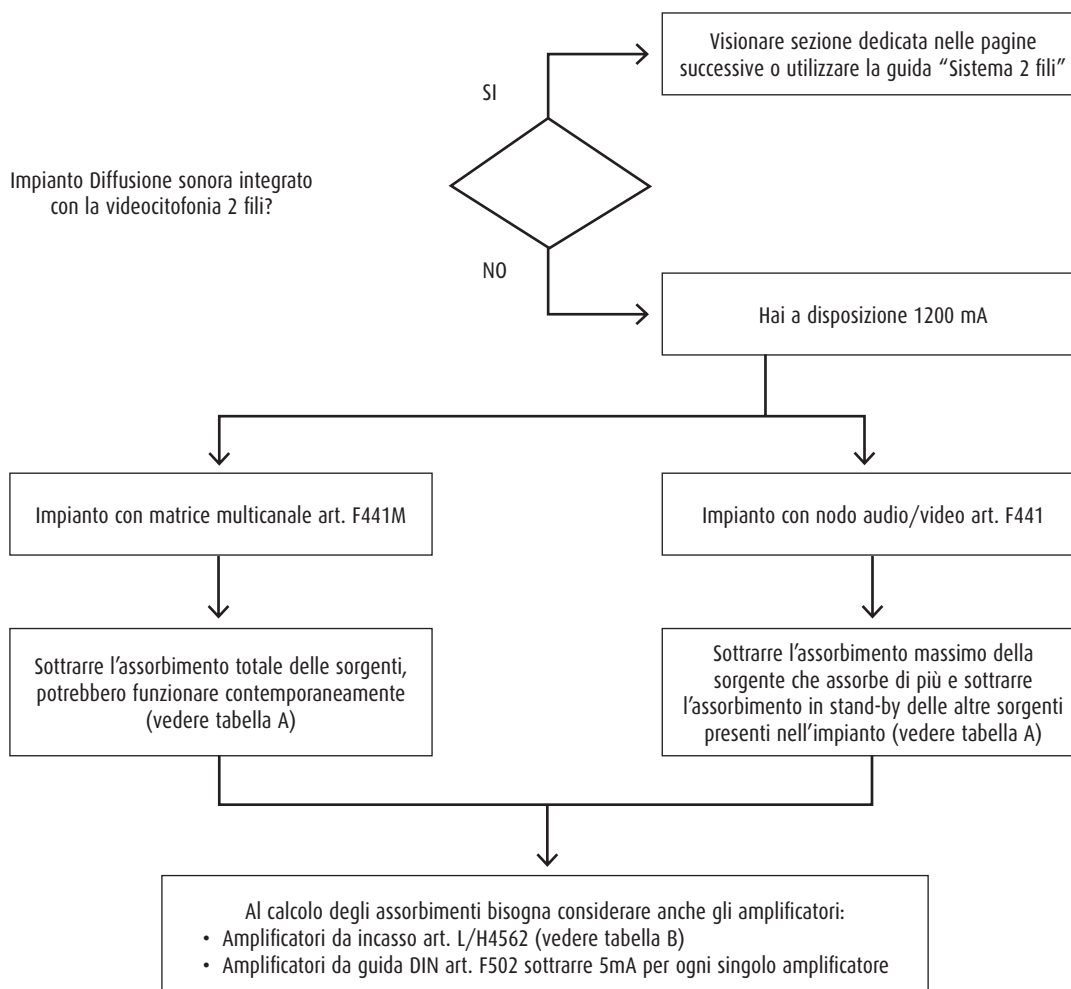 Visionare sezione dedicata nelle pagine
successive o utilizzare la guida “Sistema 2 fili”
SI
Impianto Diffusione sonora integrato
con la videocitofonia 2 fili?
NO
Hai a disposizione 1200 mA
Impianto con matrice multicanale art. F441M
Impianto con nodo audio/video art. F441
Sottrarre l’assorbimento totale delle sorgenti,
potrebbero funzionare contemporaneamente
(vedere tabella A)
Sottrarre l’assorbimento massimo della
sorgente che assorbe di più e sottrarre
l’assorbimento in stand-by delle altre sorgenti
presenti nell’impianto (vedere tabella A)
Al calcolo degli assorbimenti bisogna considerare anche gli amplificatori:
• Amplificatori da incasso art. L/H4562 (vedere tabella B)
• Amplificatori da guida DIN art. F502 sottrarre 5mA per ogni singolo amplificatore